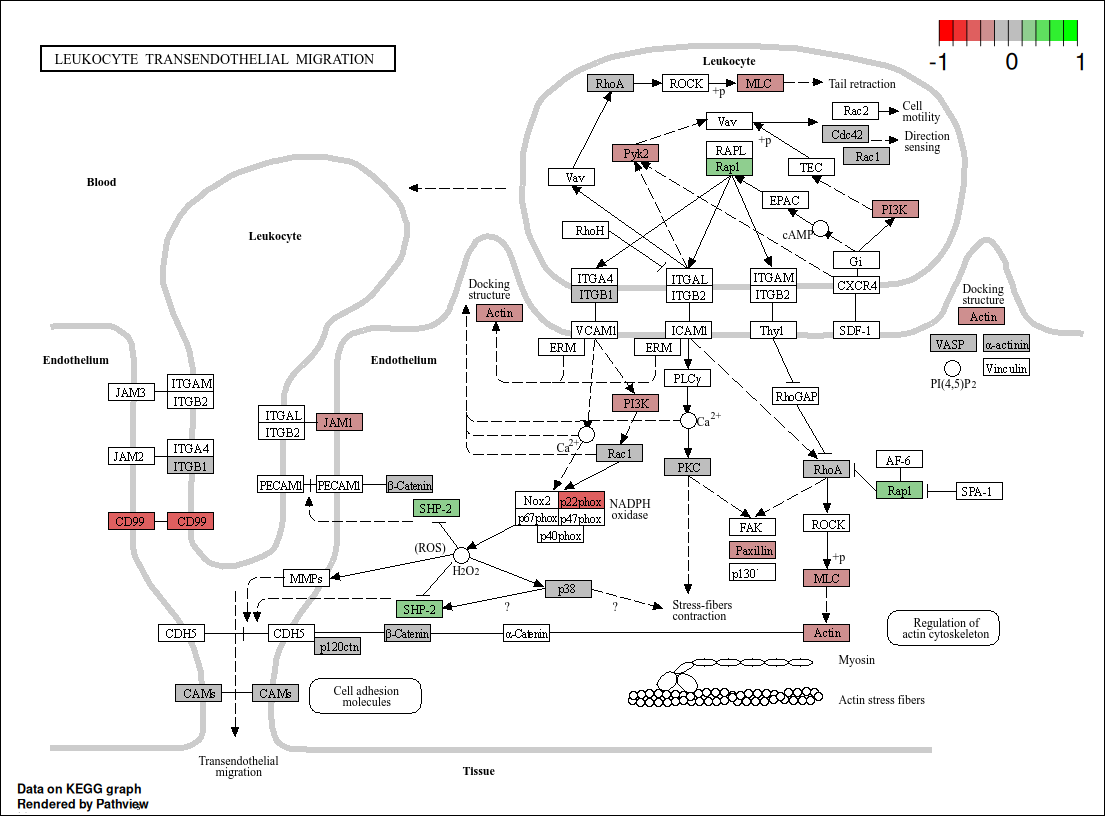 LEUKOCYTE TRANSENDOTHELIAL MIGRATION
-1 0 1
Leukocyte
RhoA
ROCK
+p
MLC
Tail retraction
Vav
+p
Rac2
Cell
motility
Cdc42
Direction
sensing
Rac1
Pyk2
RAPL
Rap1
TEC
Vav
EPAC
PI3K
RhoH
cAMP
Gi
ITGA4
ITGB1
ITGAL
ITGB2
ITGAM
ITGB2
CXCR4
VCAM1
ICAM1
Thy1
SDF-1
Blood
Leukocyte
Docking
structure
Actin
Docking
structure
Actin
VASP
α-actinin
PI(4,5)P2
Vinculin
Endothelium
Endothelium
ERM
ERM
PLCγ
RhoGAP
PI3K
Ca2+
Ca2+
Rac1
PKC
RhoA
AF-6
Rap1
SPA-1
JAM3
ITGAM
ITGB2
ITGAL
ITGB2
JAM1
JAM2
ITGA4
ITGB1
PECAM1
PECAM1
β-Catenin
SHP-2
CD99
CD99
Nox2
p22phox
p67phox
p47phox
p40phox
NADPH
oxidase
FAK
Paxillin
p130
ROCK
+p
MLC
Actin
(ROS)
H2O2
MMPs
p38
SHP-2
?
?
Stress-fibers
contraction
CDH5
CDH5
p120ctn
β-Catenin
α-Catenin
Regulation of
actin cytoskeleton
Myosin
Actin stress fibers
CAMs
CAMs
Cell adhesion
molecules
Transendothelial
migration
Tissue
Data on KEGG graph
Rendered by Pathview